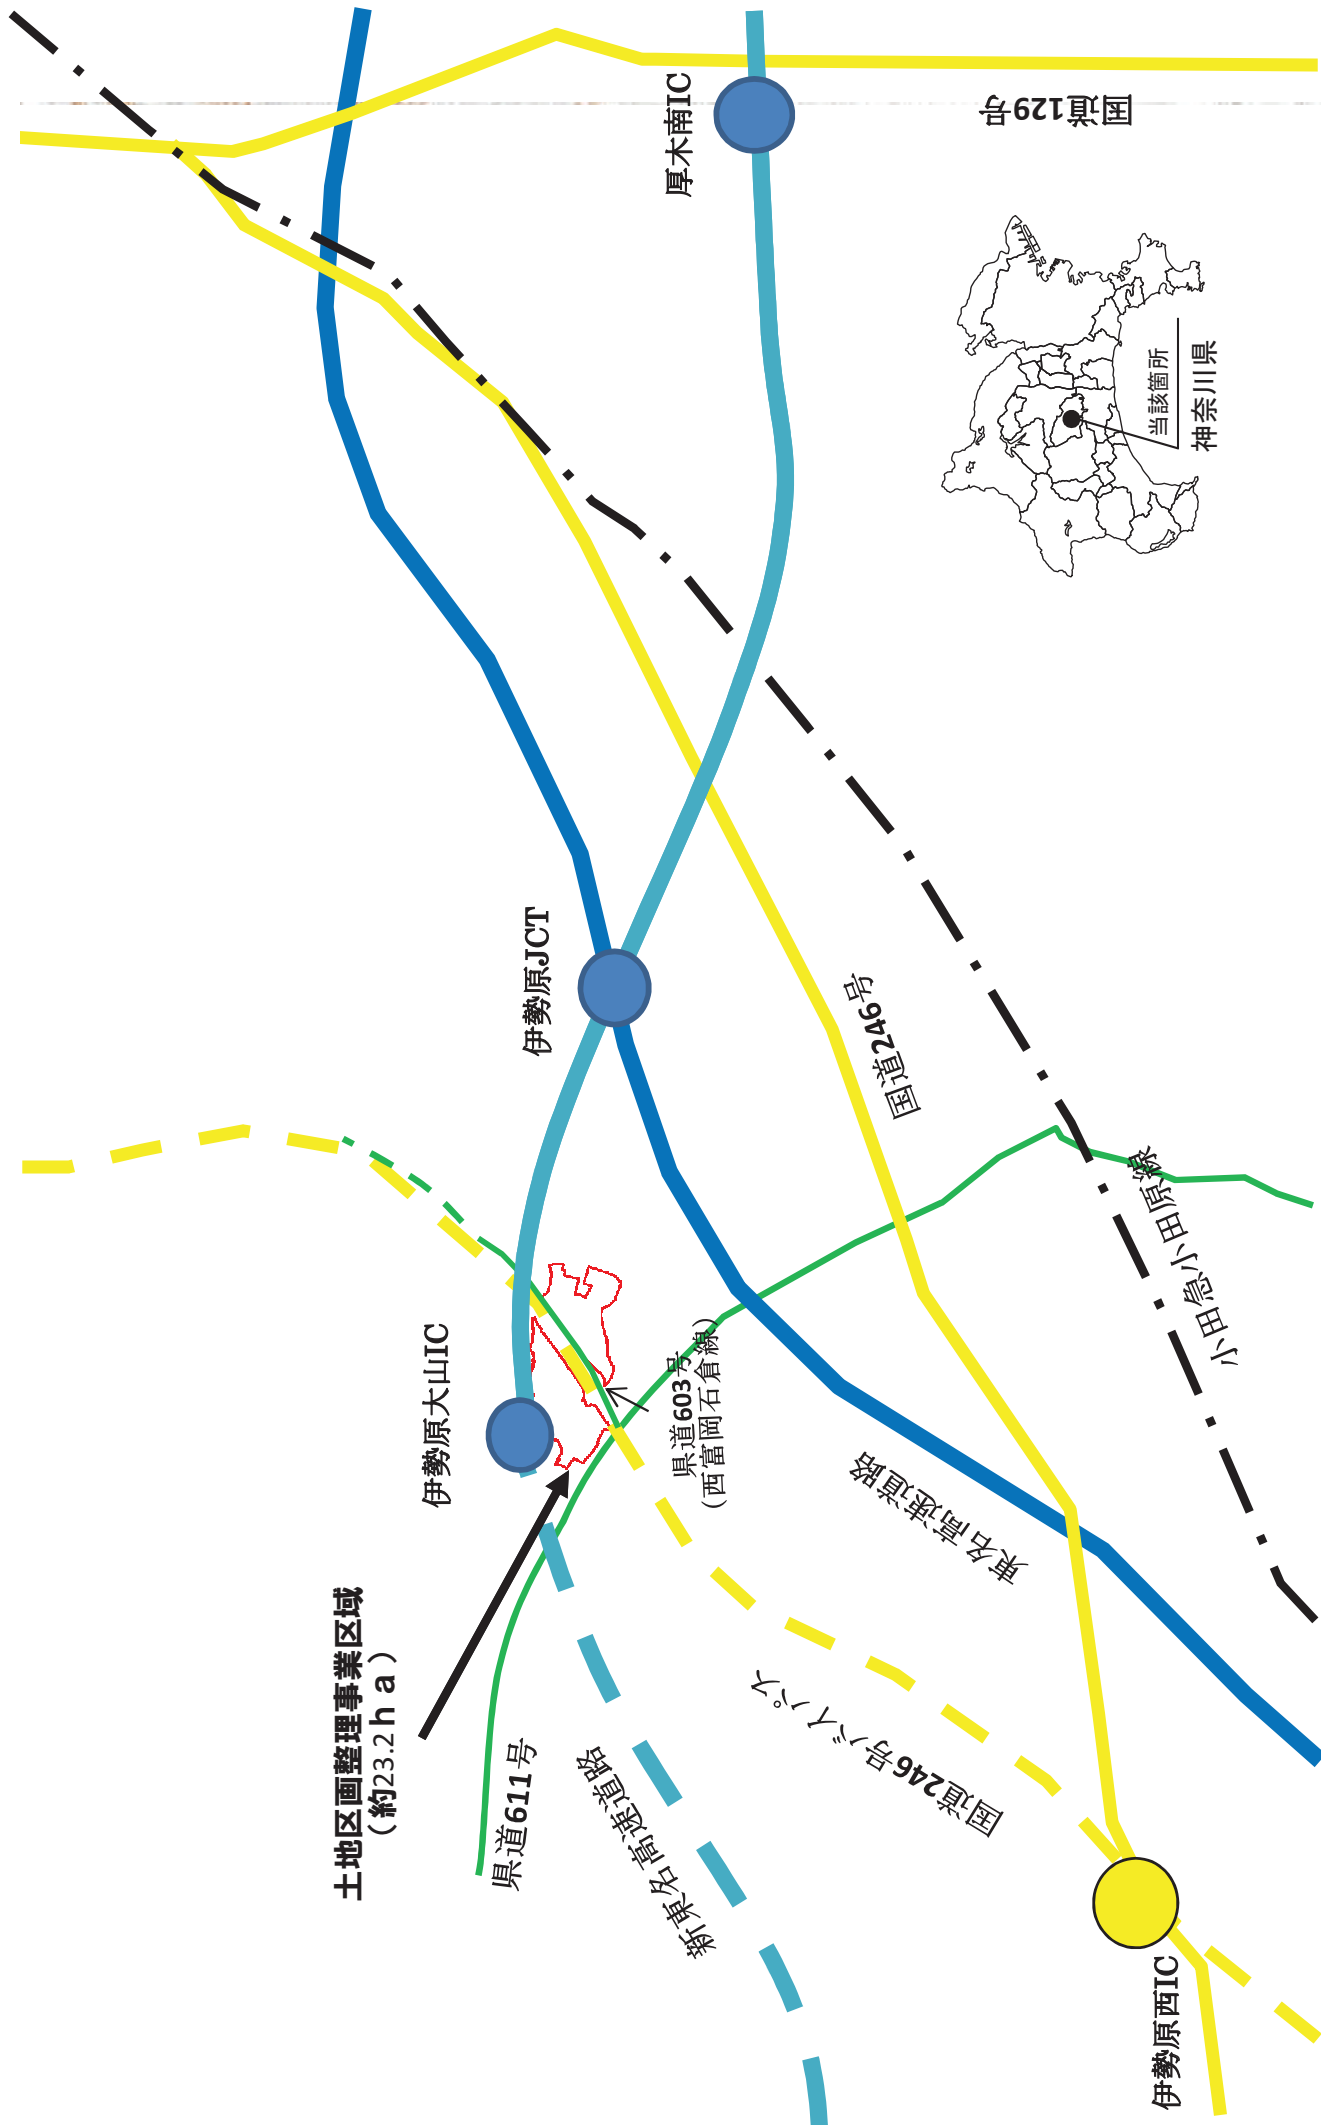 土地区画整理事業区域
（約23.2ｈａ）
伊勢原大山IC
伊勢原JCT
厚木南IC
県道611号
新東名高速道路
県道603号
（西富岡石倉線）
国道246号バイパス
東名高速道路
国道246号
小田急小田原線
伊勢原西IC
国道129号
当該箇所
神奈川県